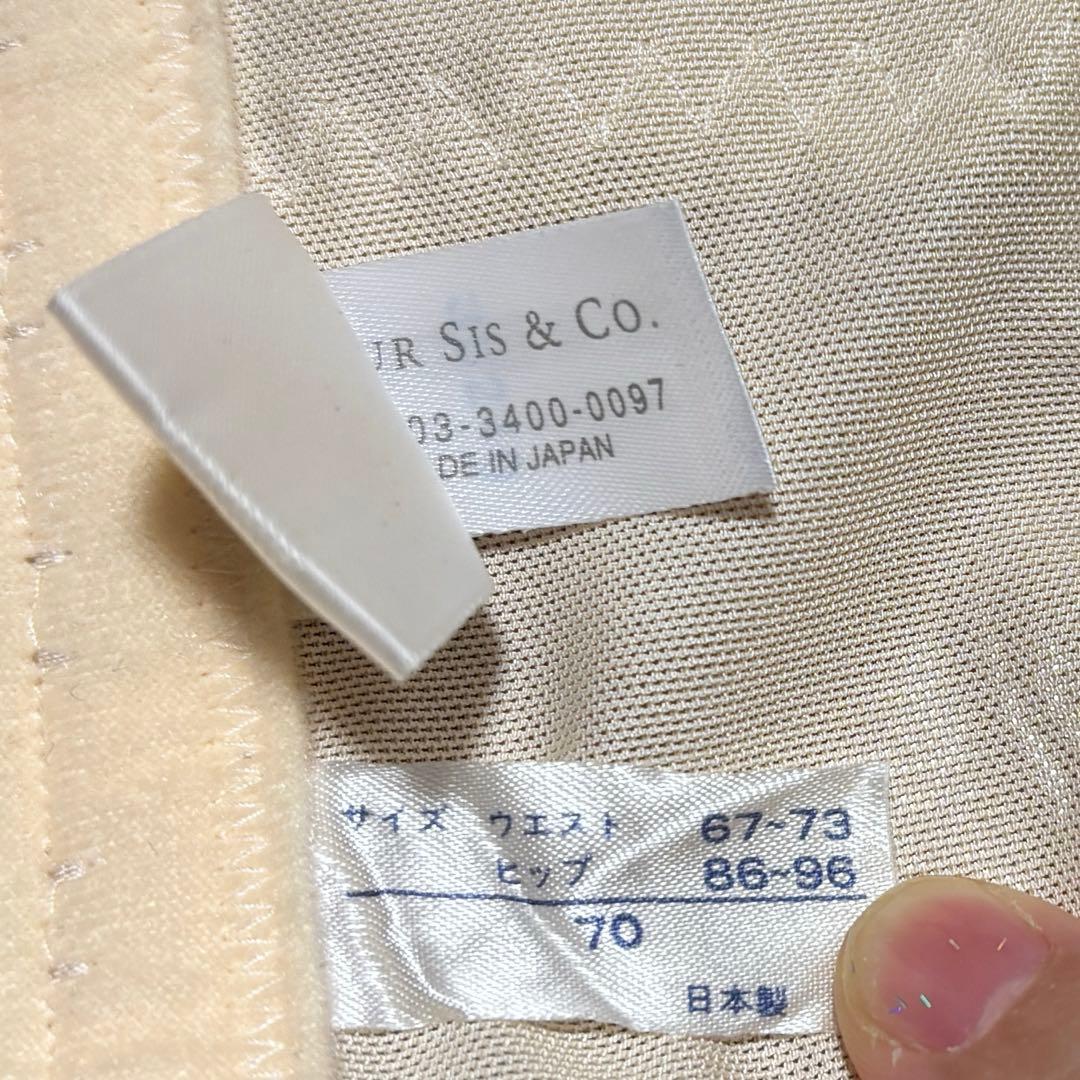 UR SIS & CO.
03-3400-0097
DE IN JAPAN
サイズ ウエスト 67~73
ヒップ 86~96
70
日本製